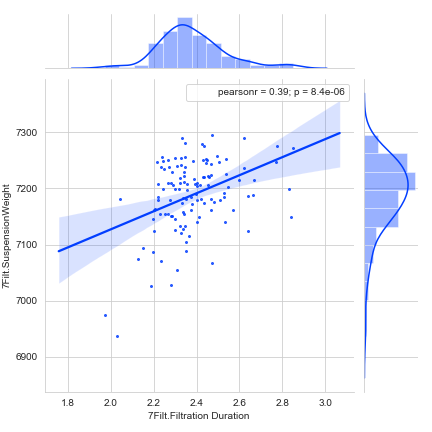 pearsonr = 0.39; p = 8.4e-06
7300
7200
7100
7000
6900
7Filt.SuspensionWeight
1.8 2.0 2.2 2.4 2.6 2.8 3.0
7Filt.Filtration Duration